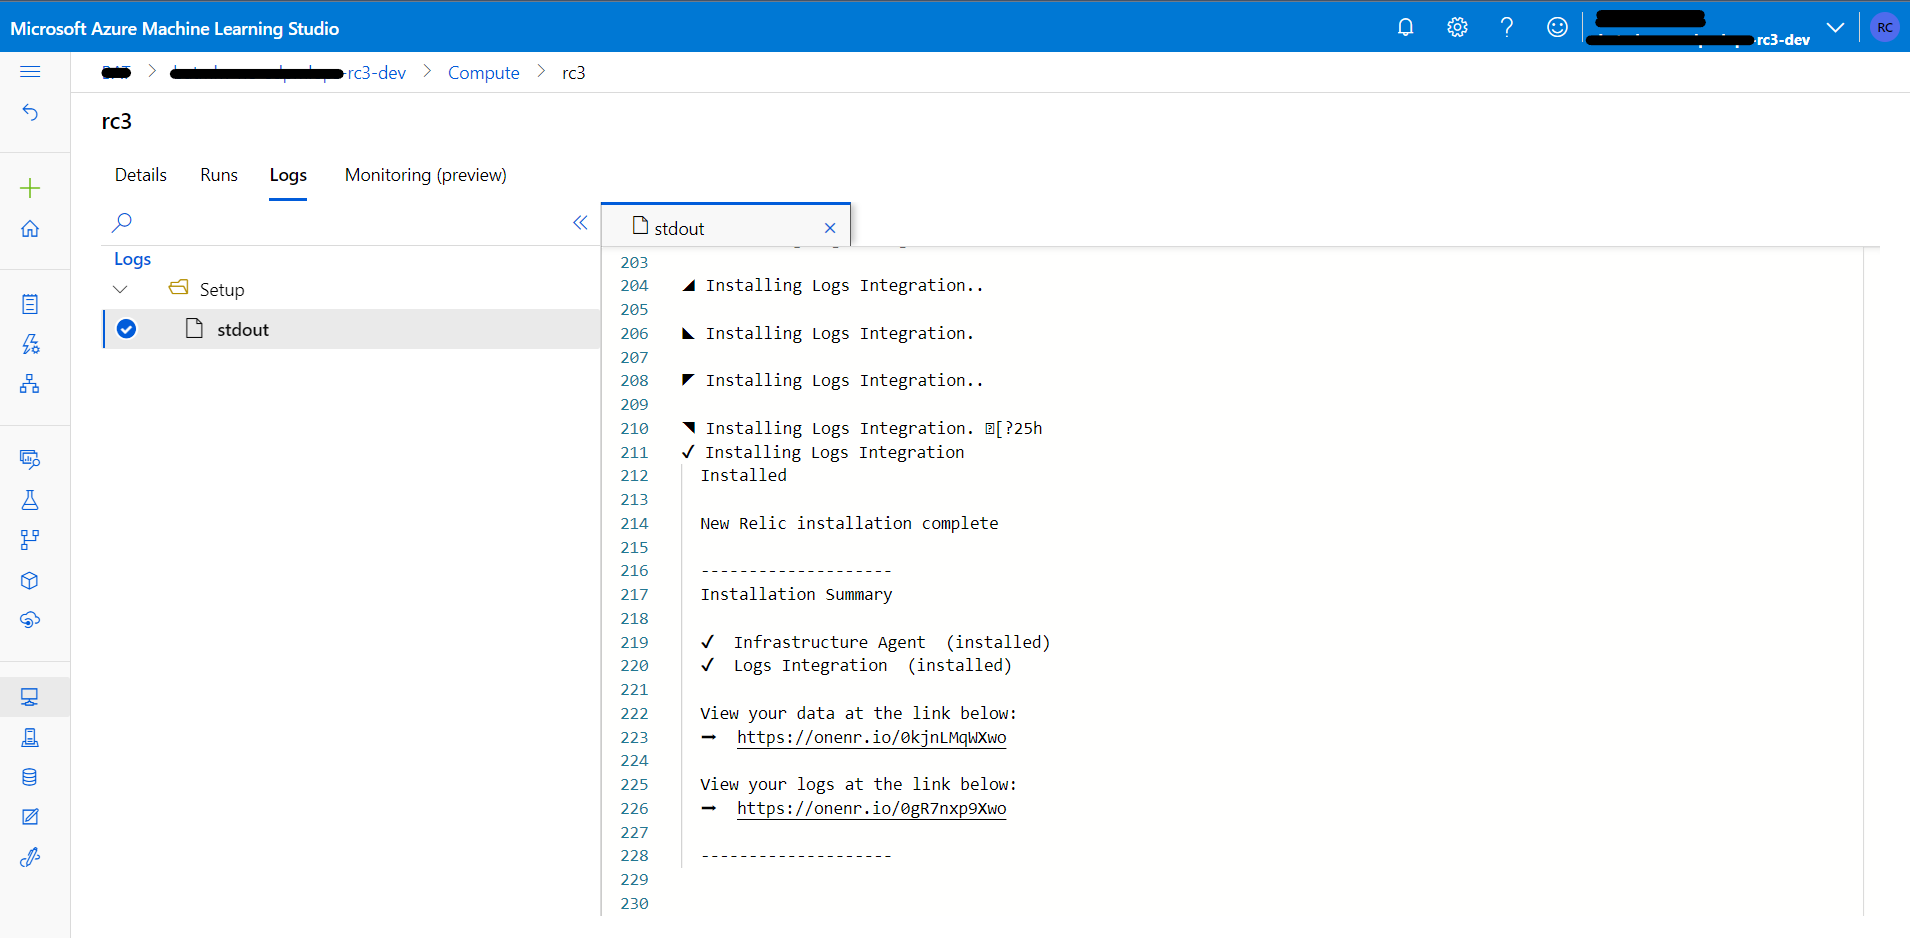 Microsoft Azure Machine Learning Studio
-rc3-dev
RC
-rc3-dev > Compute > rc3
rc3
Details Runs Logs Monitoring (preview)
Logs
Setup
stdout
stdout
203
204 ◢ Installing Logs Integration..
205
206 ◣ Installing Logs Integration.
207
208 ◤ Installing Logs Integration..
209
210 ◥ Installing Logs Integration. [?25h
211 ✓ Installing Logs Integration
212 Installed
213
214 New Relic installation complete
215
216 --------------------
217 Installation Summary
218
219 ✓ Infrastructure Agent (installed)
220 ✓ Logs Integration (installed)
221
222 View your data at the link below:
223 → https://onenr.io/0kjnLMqWXwo
224
225 View your logs at the link below:
226 → https://onenr.io/0gR7nxp9Xwo
227
228 --------------------
229
230